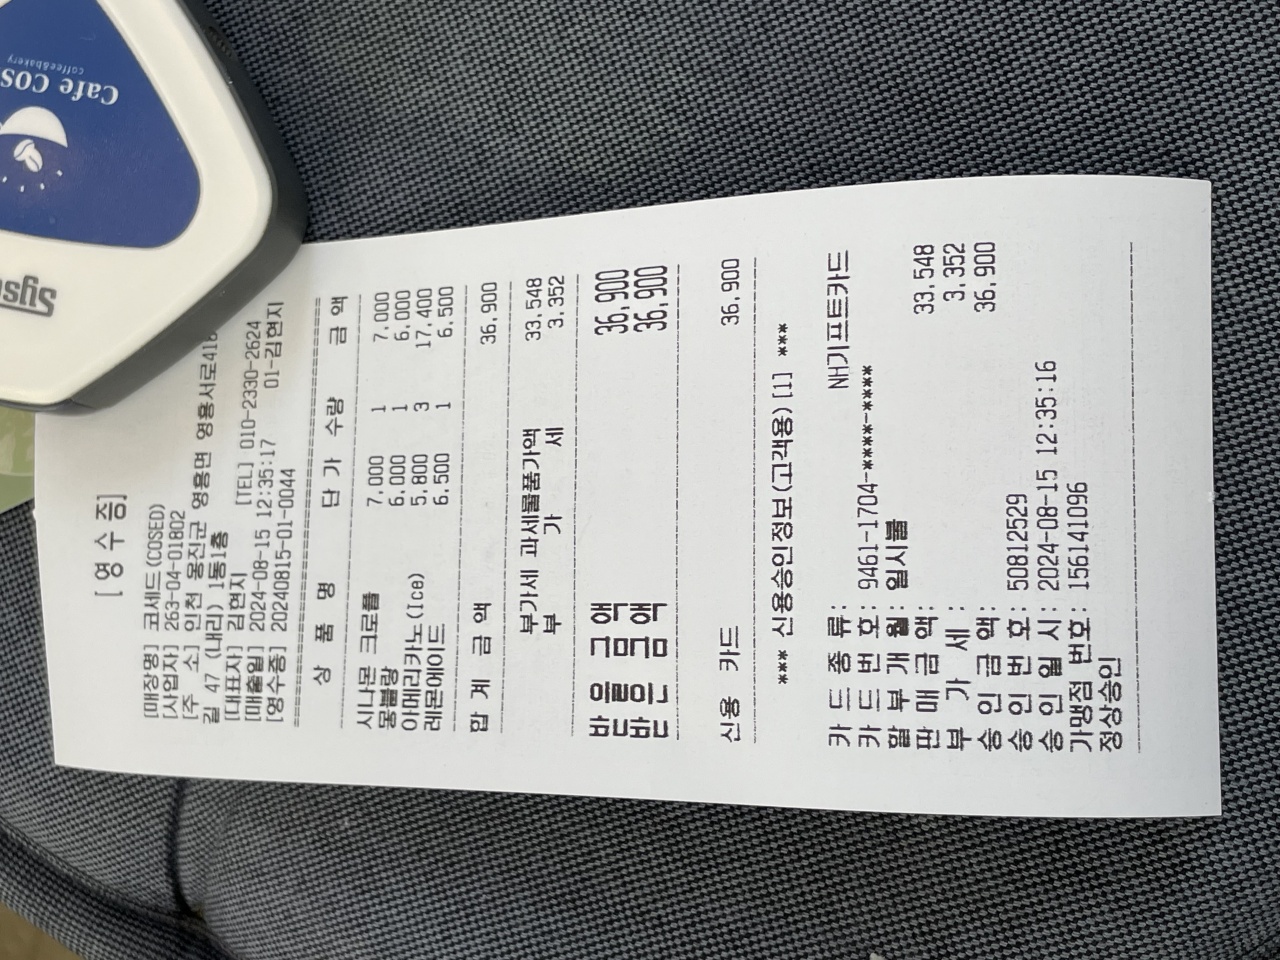 Cafe COS
coffee&bakery
Sys
[영 수 증]
[매장명] 코세드(COSED)
[사업자] 263-04-01802
[주 소] 인천 옹진군 영흥면 영흥서로416
길 47 (내리) 1동1층
[대표자] 김현지 [TEL] 010-2330-2624
[매출일] 2024-08-15 12:35:17 01-김현지
[영수증] 20240815-01-0044
상 품 명 단 가 수량 금 액
시나몬 크로플 7,000 1 7,000
몽블랑 6,000 1 6,000
아메리카노(Ice) 5,800 3 17,400
레몬에이드 6,500 1 6,500
합 계 금 액 36,900
부가세 과세물품가액 33,548
부 가 세 3,352
받을금액 36,900
받은금액 36,900
신용 카드 36,900
*** 신용승인정보(고객용) [1] ***
카 드 종 류: NH기프트카드
카 드 번 호: 9461-1704-****-****
할 부 개 월: 일시불
판 매 금 액: 33,548
부 가 세 : 3,352
승 인 금 액: 36,900
승 인 번 호: 50812529
승 인 일 시: 2024-08-15 12:35:16
가맹점 번호: 156141096
정상승인